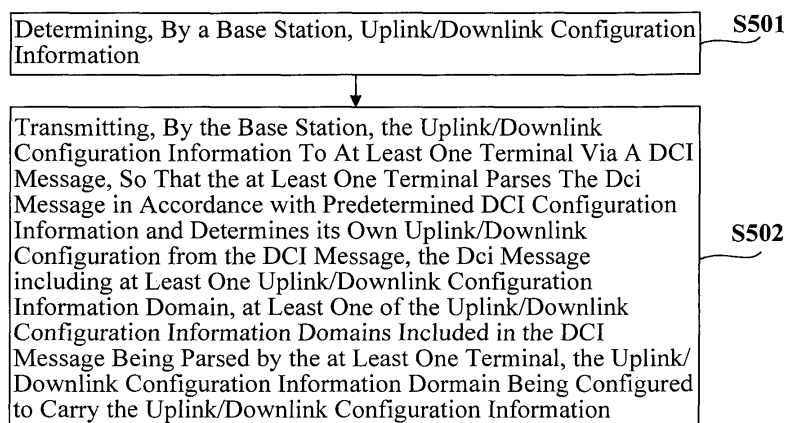 Determining, By a Base Station, Uplink/Downlink Configuration
Information
S501
Transmitting, By the Base Station, the Uplink/Downlink
Configuration Information To At Least One Terminal Via A DCI
Message, So That the at Least One Terminal Parses The Dci
Message in Accordance with Predetermined DCI Configuration
Information and Determines its Own Uplink/Downlink
Configuration from the DCI Message, the Dci Message
including at Least One Uplink/Downlink Configuration
Information Domain, at Least One of the Uplink/Downlink
Configuration Information Domains Included in the DCI
Message Being Parsed by the at Least One Terminal, the Uplink/
Downlink Configuration Information Dormain Being Configured
to Carry the Uplink/Downlink Configuration Information
S502